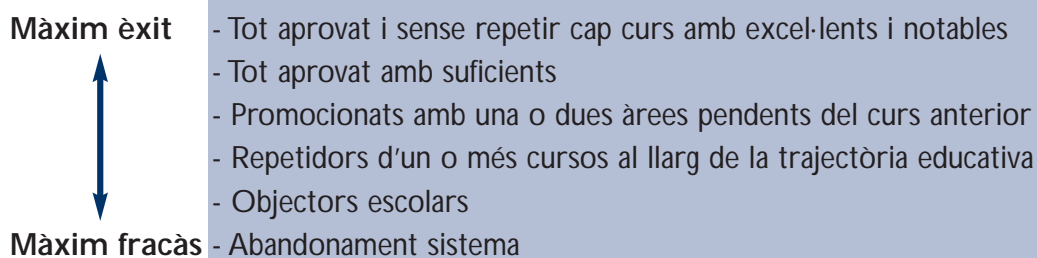 Màxim èxit - Tot aprovat i sense repetir cap curs amb excel·lents i notables
- Tot aprovat amb suficients
- Promocionats amb una o dues àrees pendents del curs anterior
- Repetidors d'un o més cursos al llarg de la trajectòria educativa
- Objectors escolars
Màxim fracàs - Abandonament sistema